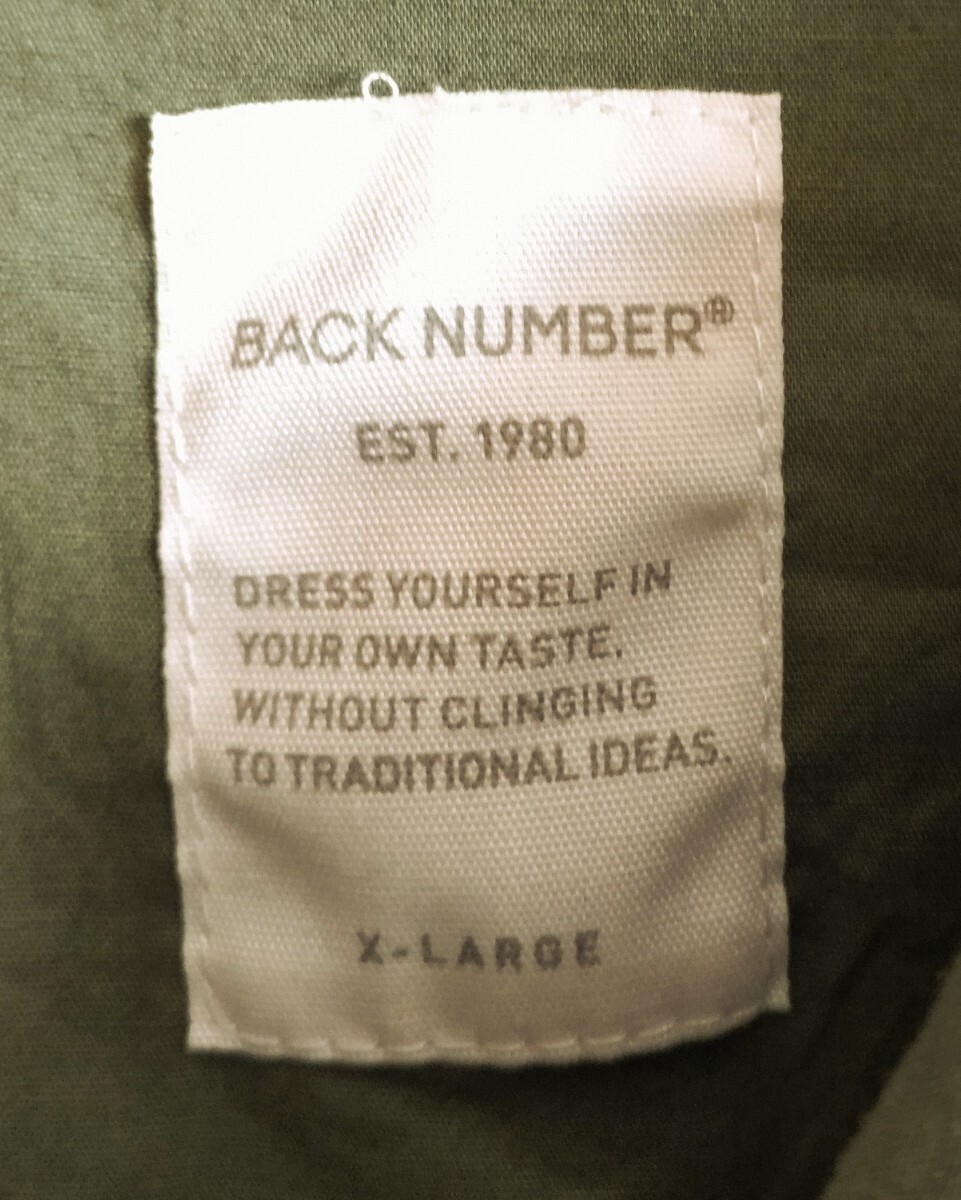 BACK NUMBER®
EST. 1980
DRESS YOURSELF IN
YOUR OWN TASTE.
WITHOUT CLINGING
TO TRADITIONAL IDEAS.
X-LARGE